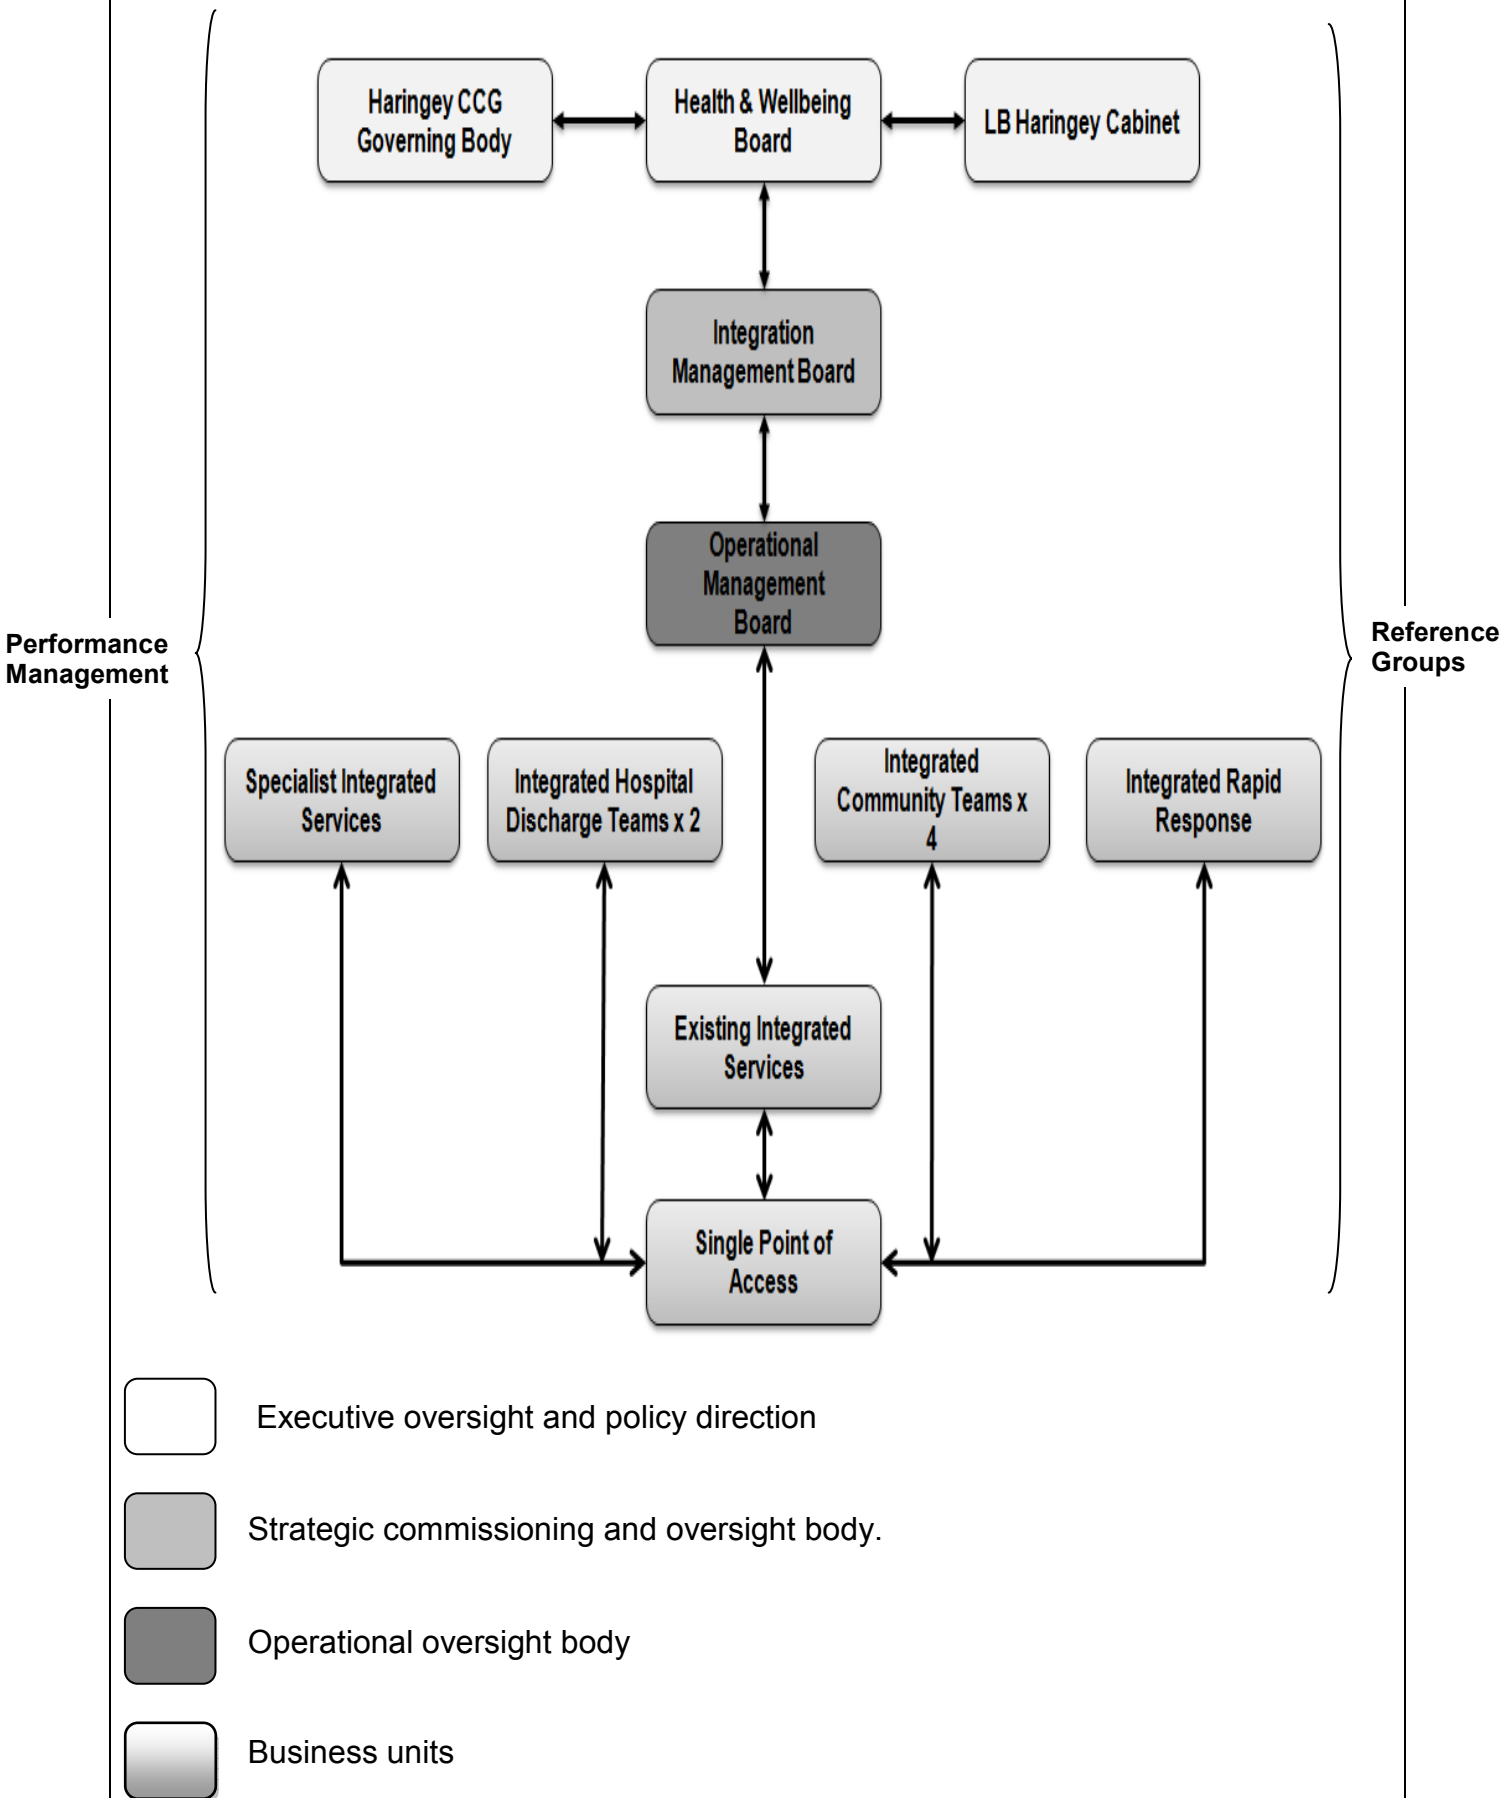 Haringey CCG
Governing Body
Health & Wellbeing
Board
LB Haringey Cabinet
Integration
Management Board
Operational
Management
Board
Performance
Management
Reference
Groups
Specialist Integrated
Services
Integrated Hospital
Discharge Teams x 2
Integrated
Community Teams x
4
Integrated Rapid
Response
Existing Integrated
Services
Single Point of
Access
Executive oversight and policy direction
Strategic commissioning and oversight body.
Operational oversight body
Business units